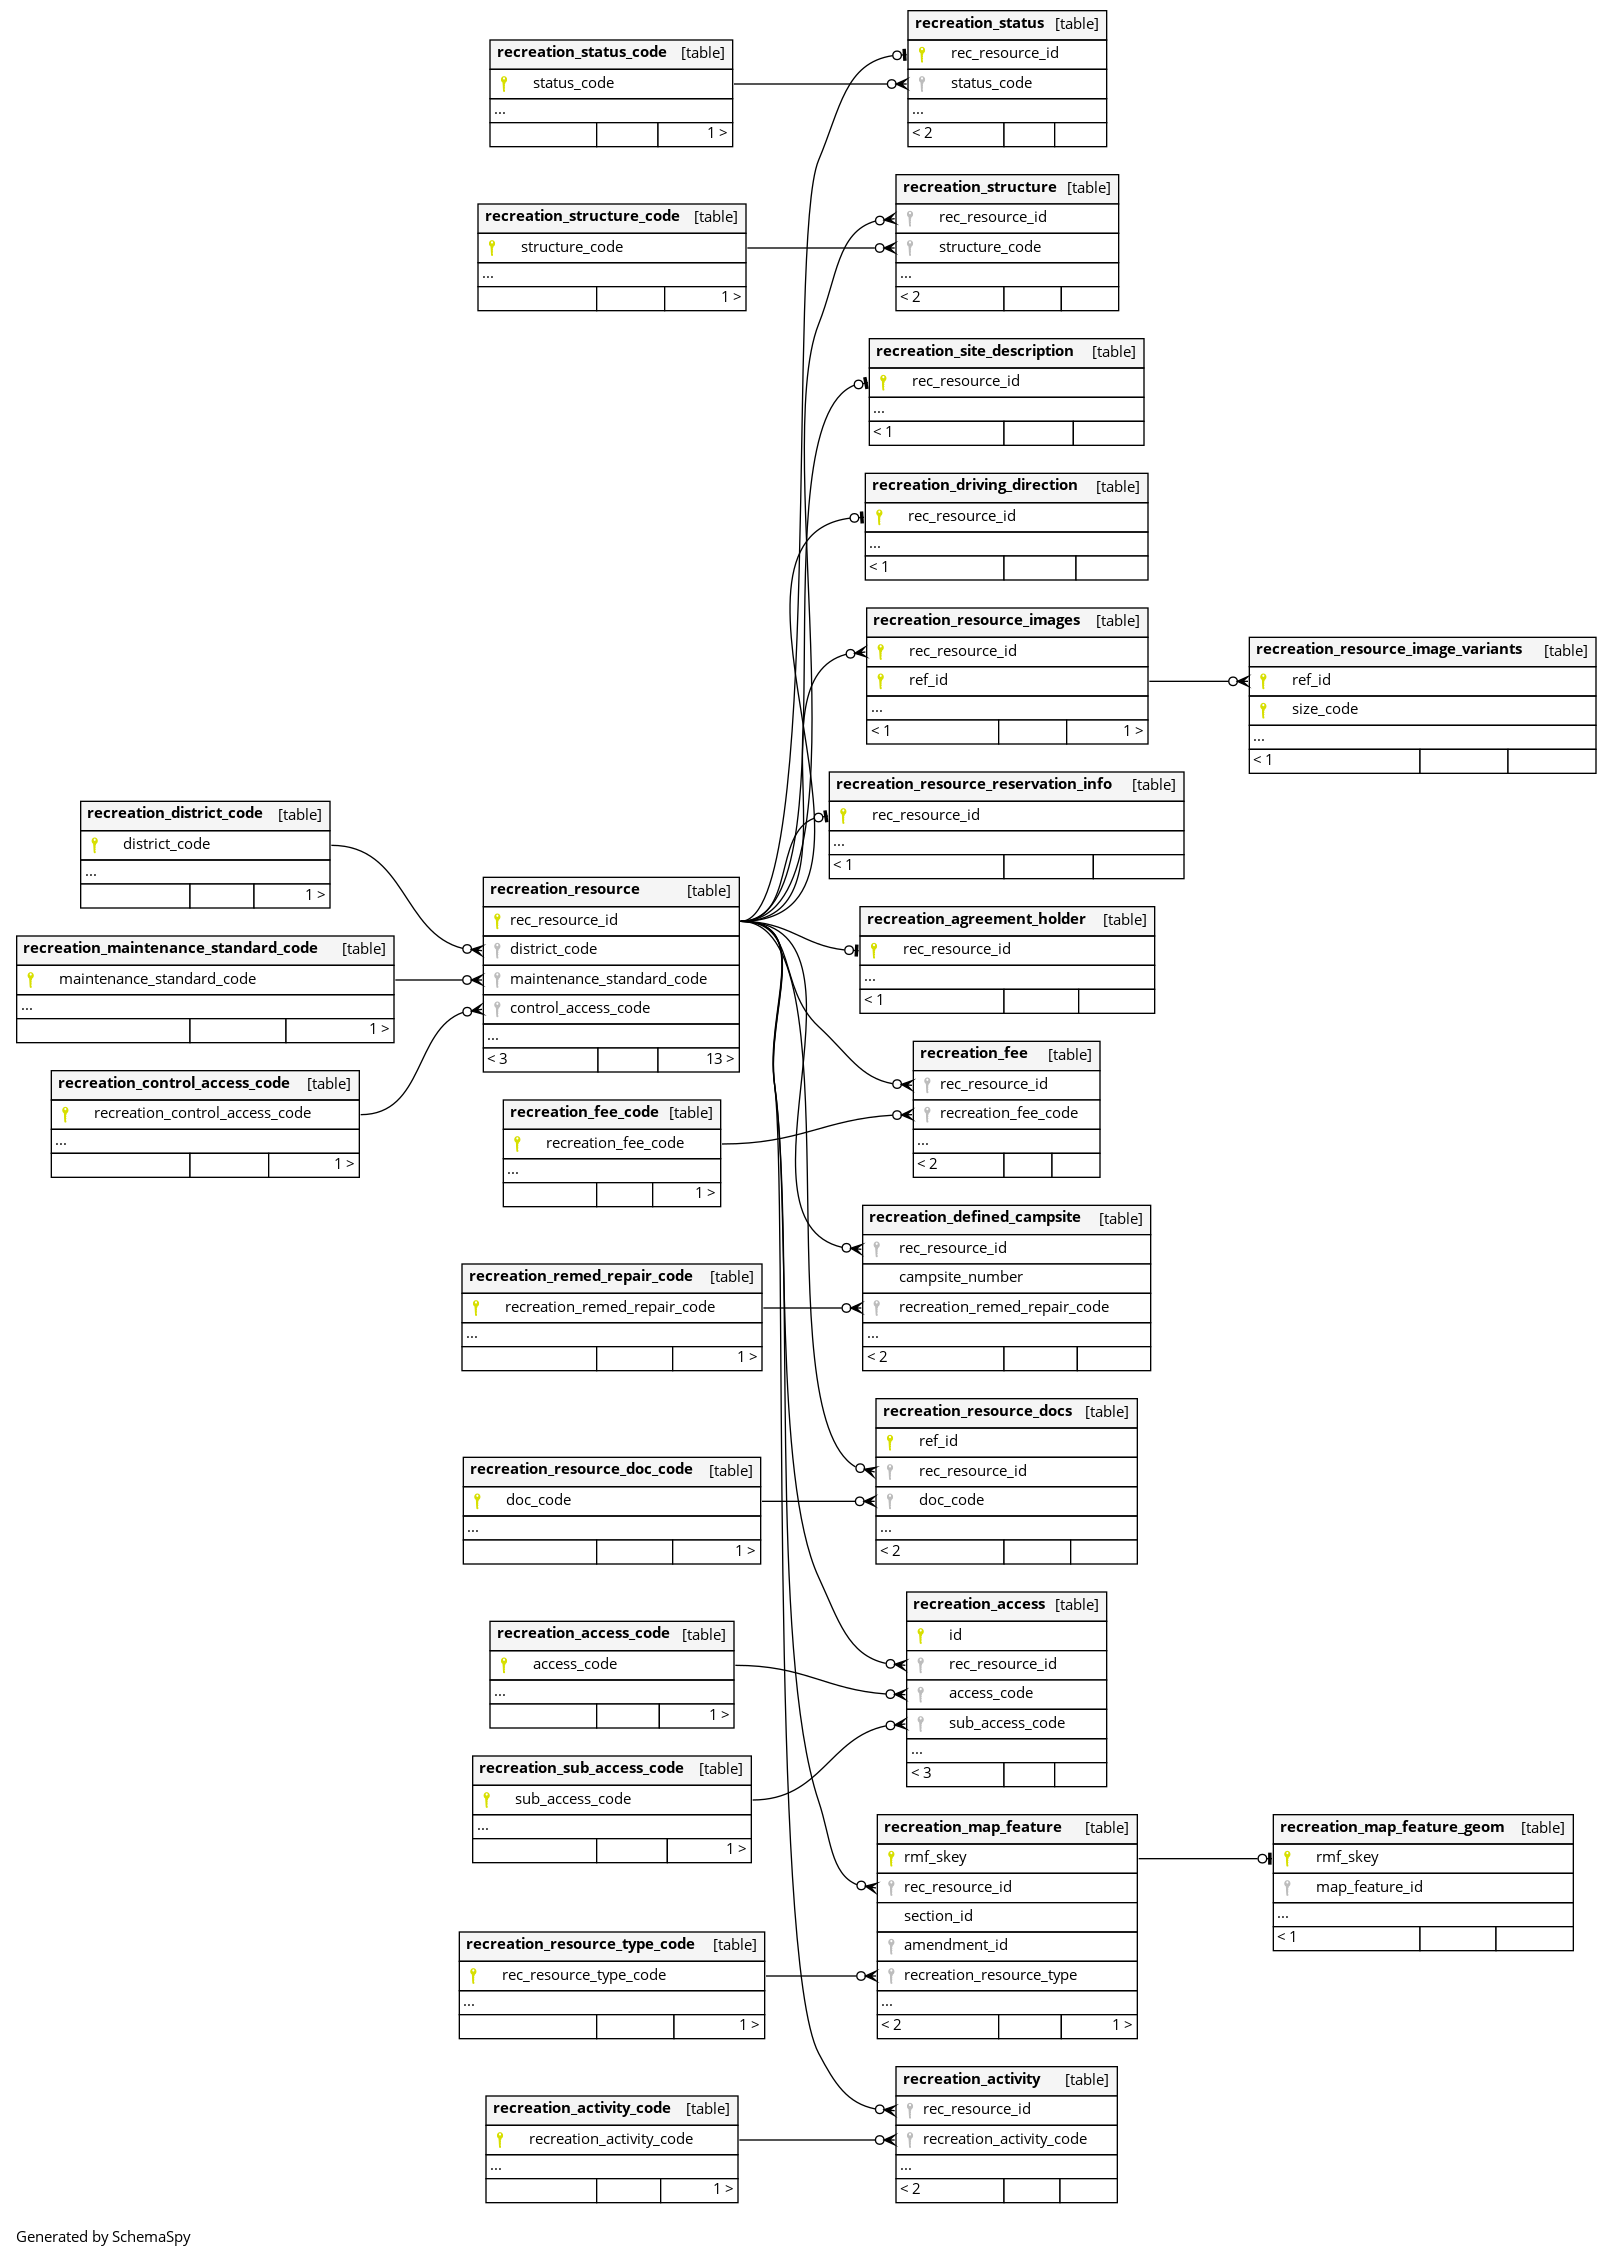 recreation_status [table]
rec_resource_id
status_code
...
< 2
recreation_status_code [table]
status_code
...
1 >
recreation_structure [table]
rec_resource_id
structure_code
...
< 2
recreation_structure_code [table]
structure_code
...
1 >
recreation_site_description [table]
rec_resource_id
...
< 1
recreation_driving_direction [table]
rec_resource_id
...
< 1
recreation_resource_images [table]
rec_resource_id
ref_id
...
< 1 1 >
recreation_resource_image_variants [table]
ref_id
size_code
...
< 1
recreation_resource_reservation_info [table]
rec_resource_id
...
< 1
recreation_district_code [table]
district_code
...
1 >
recreation_resource [table]
rec_resource_id
district_code
maintenance_standard_code
control_access_code
...
< 3 13 >
recreation_agreement_holder [table]
rec_resource_id
...
< 1
recreation_maintenance_standard_code [table]
maintenance_standard_code
...
1 >
recreation_control_access_code [table]
recreation_control_access_code
...
1 >
recreation_fee [table]
rec_resource_id
recreation_fee_code
...
< 2
recreation_fee_code [table]
recreation_fee_code
...
1 >
recreation_defined_campsite [table]
rec_resource_id
campsite_number
recreation_remed_repair_code
...
< 2
recreation_remed_repair_code [table]
recreation_remed_repair_code
...
1 >
recreation_resource_docs [table]
ref_id
rec_resource_id
doc_code
...
< 2
recreation_resource_doc_code [table]
doc_code
...
1 >
recreation_access [table]
id
rec_resource_id
access_code
sub_access_code
...
< 3
recreation_access_code [table]
access_code
...
1 >
recreation_sub_access_code [table]
sub_access_code
...
1 >
recreation_map_feature [table]
rmf_skey
rec_resource_id
section_id
amendment_id
recreation_resource_type
...
< 2 1 >
recreation_map_feature_geom [table]
rmf_skey
map_feature_id
...
< 1
recreation_resource_type_code [table]
rec_resource_type_code
...
1 >
recreation_activity [table]
rec_resource_id
recreation_activity_code
...
< 2
recreation_activity_code [table]
recreation_activity_code
...
1 >
Generated by SchemaSpy